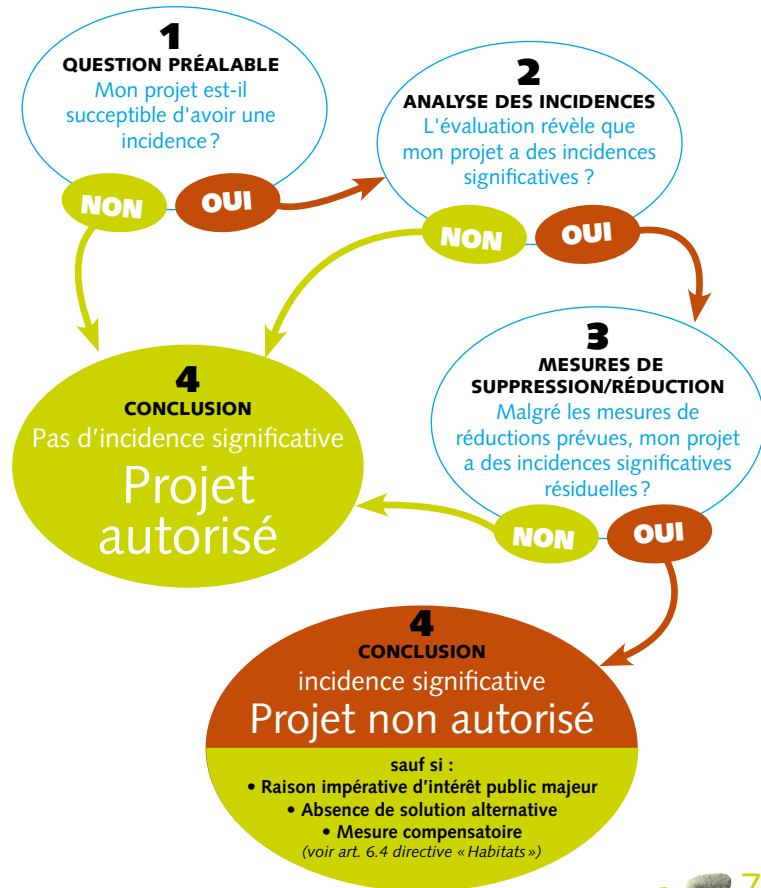 1
QUESTION PRÉALABLE
Mon projet est-il
succeptible d'avoir une
incidence ?
NON
OUI
2
ANALYSE DES INCIDENCES
L'évaluation révèle que
mon projet a des incidences
significatives ?
NON
OUI
3
MESURES DE
SUPPRESSION/RÉDUCTION
Malgré les mesures de
réductions prévues, mon projet
a des incidences significatives
résiduelles ?
NON
OUI
4
CONCLUSION
Pas d'incidence significative
Projet
autorisé
4
CONCLUSION
incidence significative
Projet non autorisé
sauf si :
• Raison impérative d'intérêt public majeur
• Absence de solution alternative
• Mesure compensatoire
(voir art. 6.4 directive « Habitats »)
7